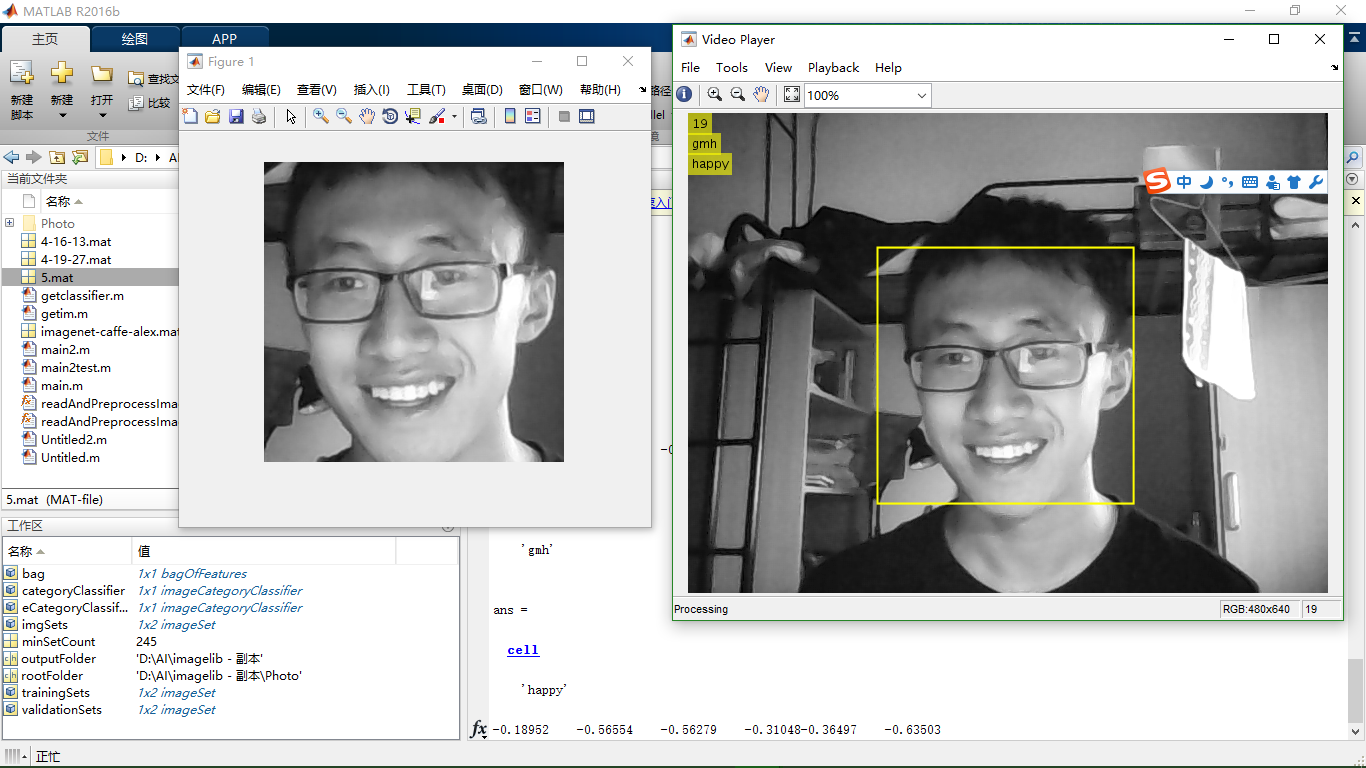 MATLAB R2016b
主页
绘图
APP
新建
脚本
新建
打开
查找文
比较
文件
D:
当前文件夹
名称
Photo
4-16-13.mat
4-19-27.mat
5.mat
getclassifier.m
getim.m
imagenet-caffe-alex.mat
main2.m
main2test.m
main.m
readAndPreprocessIma
readAndPreprocessIma
Untitled2.m
Untitled.m
5.mat (MAT-file)
工作区
名称
值
bag
1x1 bagOfFeatures
categoryClassifier
1x1 imageCategoryClassifier
eCategoryClassif...
1x1 imageCategoryClassifier
imgSets
1x2 imageSet
minSetCount
245
outputFolder
'D:\AI\imagelib - 副本'
rootFolder
'D:\AI\imagelib - 副本\Photo'
trainingSets
1x2 imageSet
validationSets
1x2 imageSet
正忙
Figure 1
文件(F)
编辑(E)
查看(V)
插入(I)
工具(T)
桌面(D)
窗口(W)
帮助(H)
路径
llel
Video Player
File
Tools
View
Playback
Help
100%
19
gmh
happy
中
Processing
RGB:480x640
19
'gmh'
ans =
cell
'happy'
fx
-0.18952 -0.56554 -0.56279 -0.31048-0.36497 -0.63503